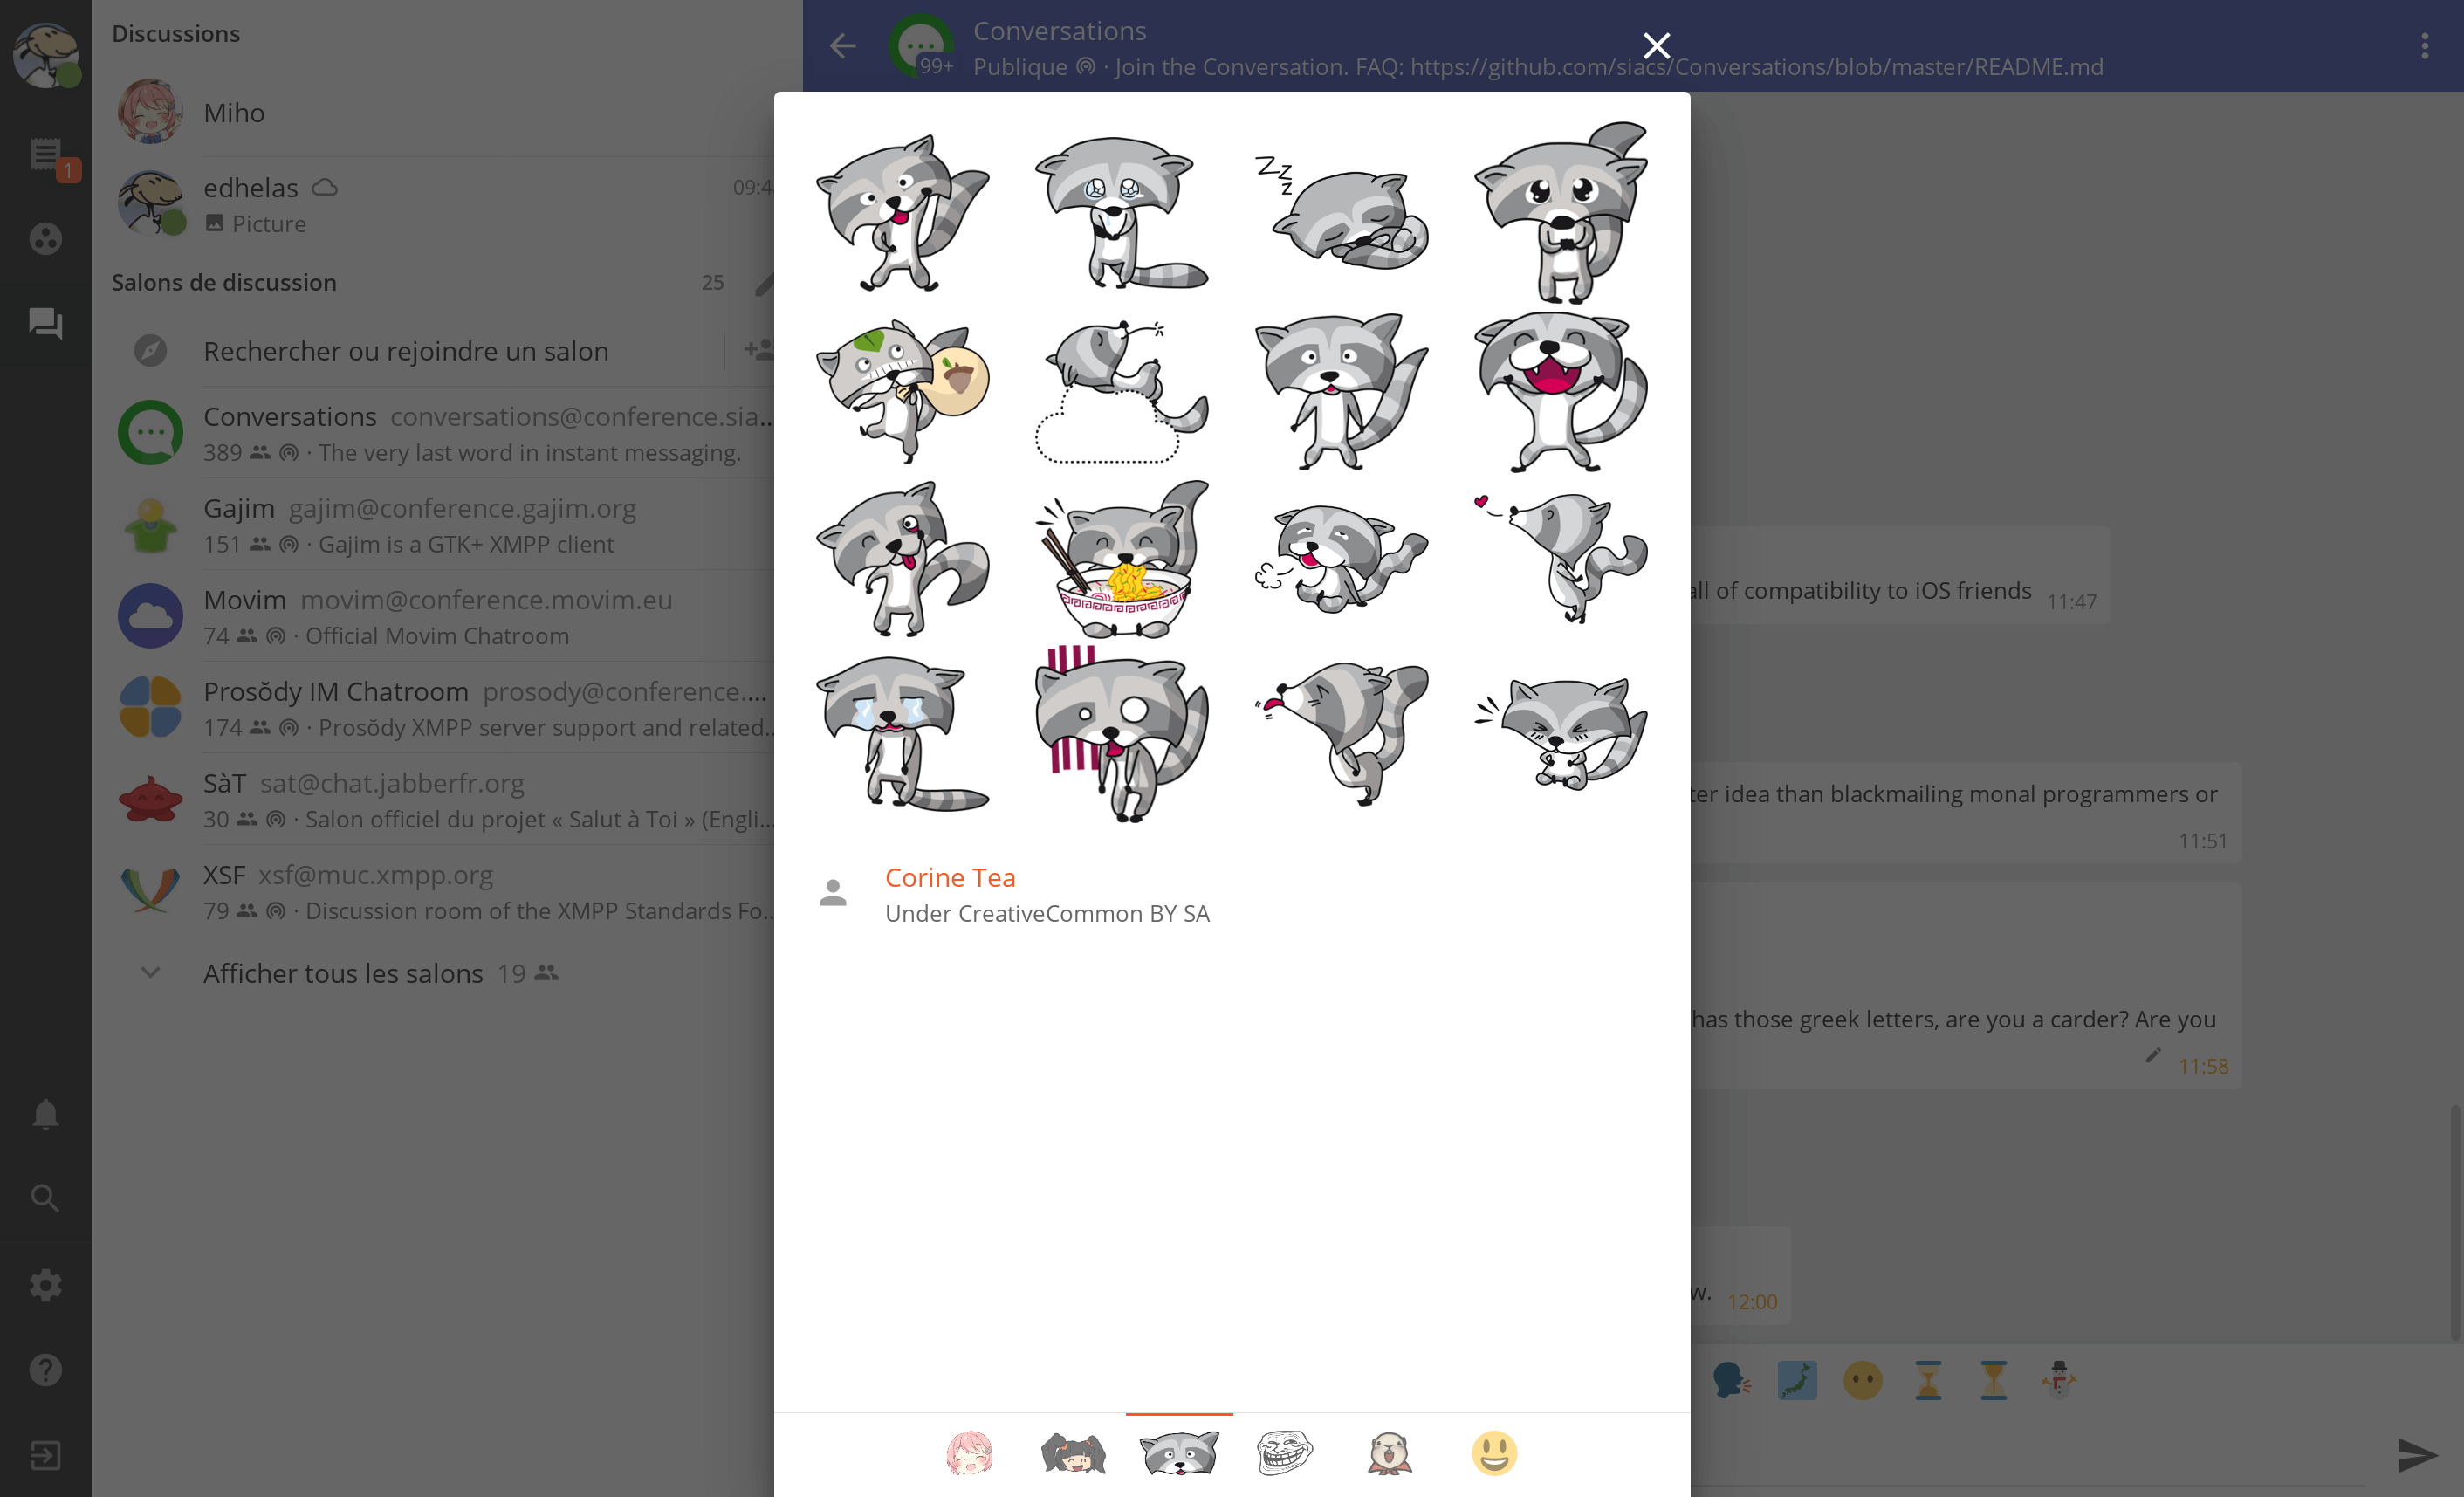 Discussions
Miho
edhelas
09:4
Picture
Salons de discussion 25
Rechercher ou rejoindre un salon
Conversations conversations@conference.sia...
389 · The very last word in instant messaging.
Gajim gajim@conference.gajim.org
151 · Gajim is a GTK+ XMPP client
Movim movim@conference.movim.eu
74 · Official Movim Chatroom
Prosŏdy IM Chatroom prosody@conference....
174 · Prosŏdy XMPP server support and related...
SàT sat@chat.jabberfr.org
30 · Salon officiel du projet « Salut à Toi » (Engli...
XSF xsf@muc.xmpp.org
79 · Discussion room of the XMPP Standards Fo...
Afficher tous les salons 19
1
99+
Conversations
Publique · Join the Conversation. FAQ: https://github.com/siacs/Conversations/blob/master/README.md
Z
z
z
Corine Tea
Under CreativeCommon BY SA
all of compatibility to iOS friends 11:47
ter idea than blackmailing monal programmers or
11:51
has those greek letters, are you a carder? Are you
11:58
w. 12:00